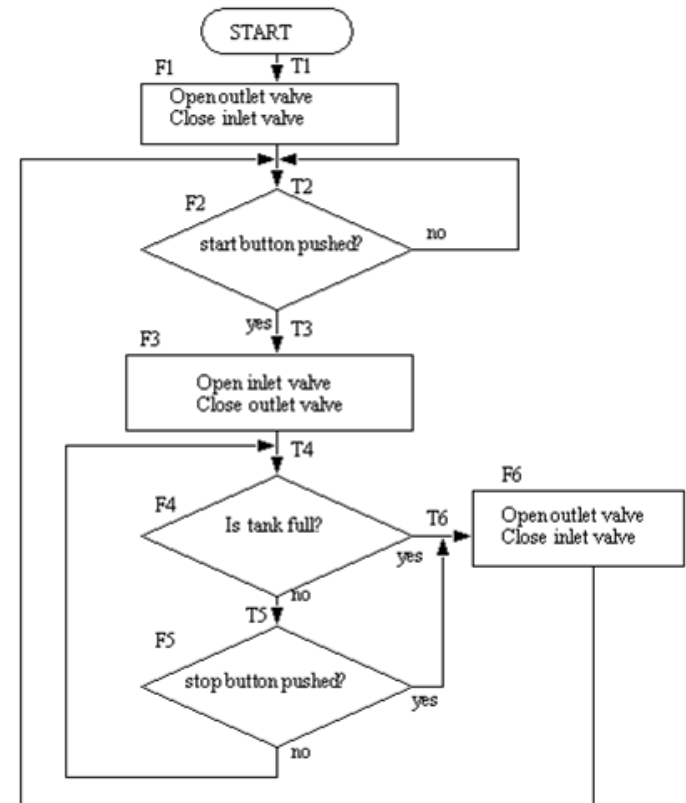 START
T1
F1
Open outlet valve
Close inlet valve
T2
F2
start button pushed?
no
yes
T3
F3
Open inlet valve
Close outlet valve
T4
F4
Is tank full?
yes
T6
F6
Open outlet valve
Close inlet valve
no
T5
F5
stop button pushed?
yes
no